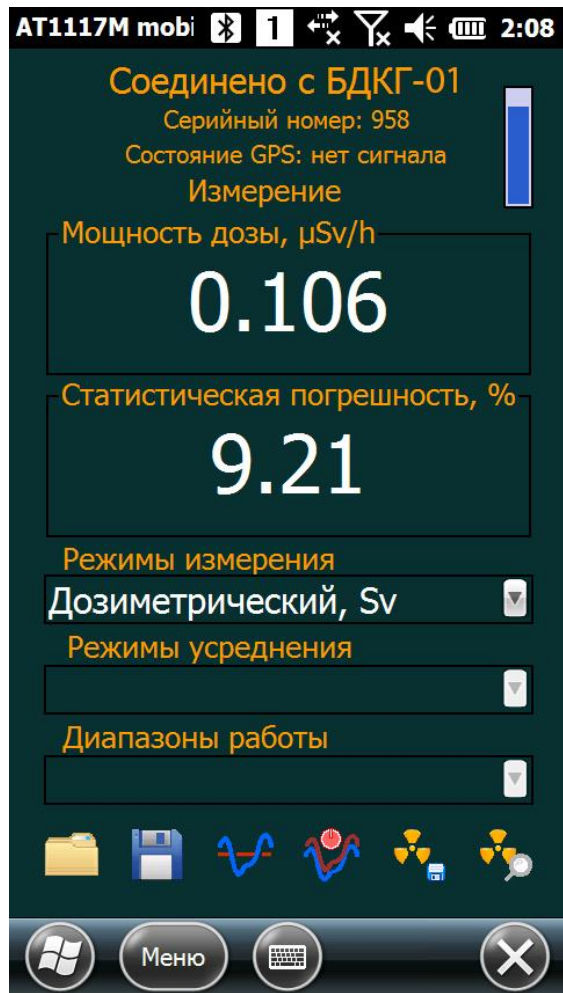 AT1117M mobi 1 2:08
Соединено с БДКГ-01
Серийный номер: 958
Состояние GPS: нет сигнала
Измерение
Мощность дозы, µSv/h
0.106
Статистическая погрешность, %
9.21
Режимы измерения
Дозиметрический, Sv
Режимы усреднения
Диапазоны работы
Меню